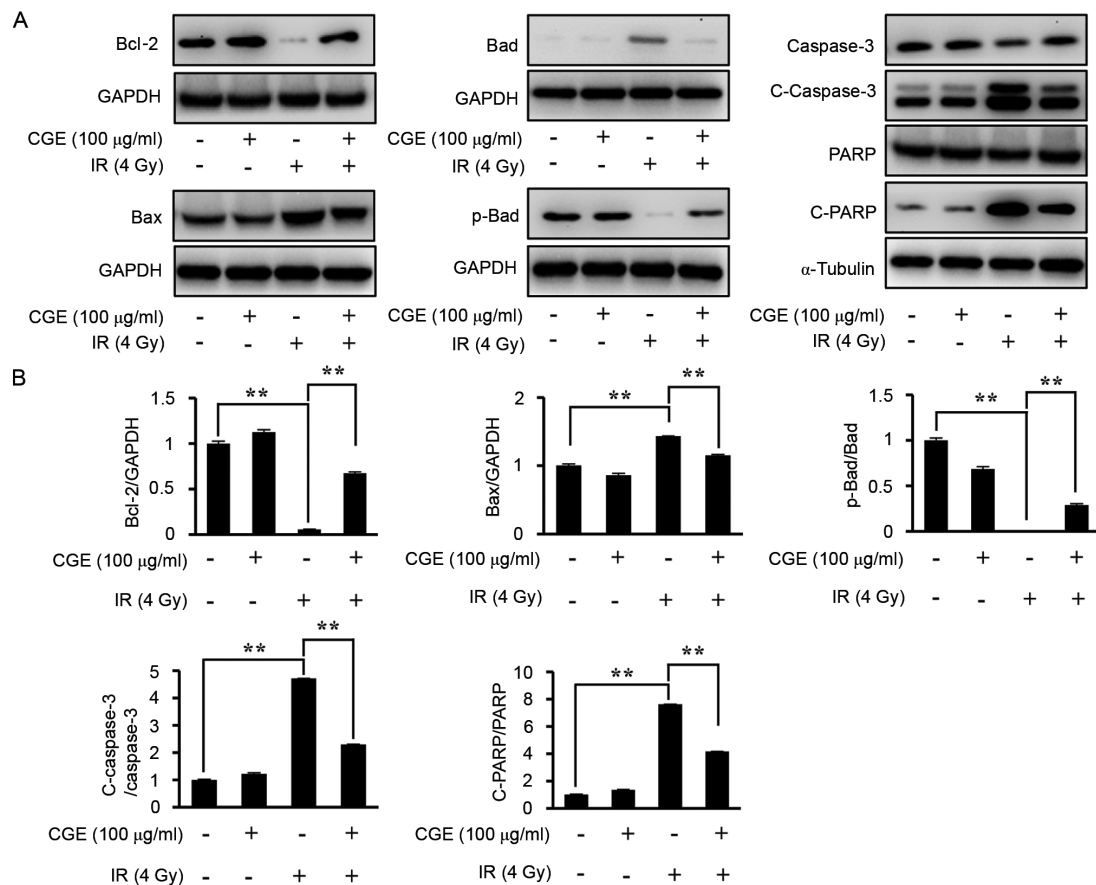 A
Bcl-2
GAPDH
CGE (100 μg/ml) - + - +
IR (4 Gy) - - + +
Bax
GAPDH
CGE (100 μg/ml) - + - +
IR (4 Gy) - - + +
Bad
GAPDH
CGE (100 μg/ml) - + - +
IR (4 Gy) - - + +
p-Bad
GAPDH
CGE (100 μg/ml) - + - +
IR (4 Gy) - - + +
Caspase-3
C-Caspase-3
PARP
C-PARP
α-Tubulin
CGE (100 μg/ml) - + - +
IR (4 Gy) - - + +
B
** **
Bcl-2/GAPDH
1.5
1
0.5
0
CGE (100 μg/ml) - + - +
IR (4 Gy) - - + +
** **
Bax/GAPDH
2
1
0
CGE (100 μg/ml) - + - +
IR (4 Gy) - - + +
** **
p-Bad/Bad
1.5
1
0.5
0
CGE (100 μg/ml) - + - +
IR (4 Gy) - - + +
** **
C-caspase-3
/caspase-3
5
4
3
2
1
0
CGE (100 μg/ml) - + - +
IR (4 Gy) - - + +
** **
C-PARP/PARP
10
8
6
4
2
0
CGE (100 μg/ml) - + - +
IR (4 Gy) - - + +